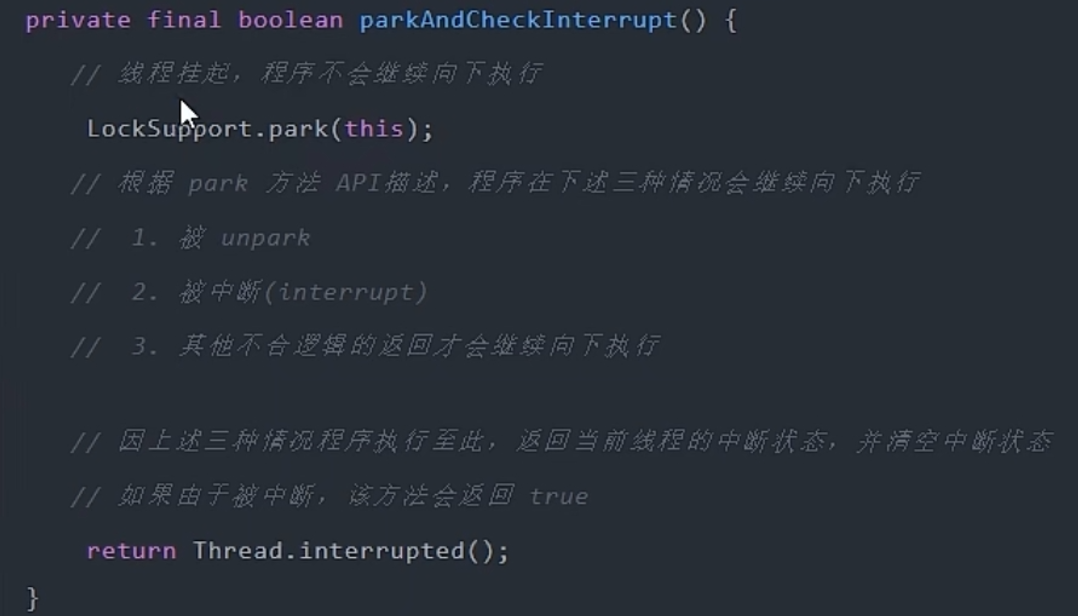 private final boolean parkAndCheckInterrupt() {
// 线程挂起，程序不会继续向下执行
LockSupport.park(this);
// 根据 park 方法 API描述，程序在下述三种情况会继续向下执行
// 1. 被 unpark
// 2. 被中断(interrupt)
// 3. 其他不合逻辑的返回才会继续向下执行
// 因上述三种情况程序执行至此，返回当前线程的中断状态，并清空中断状态
// 如果由于被中断，该方法会返回 true
return Thread.interrupted();
}